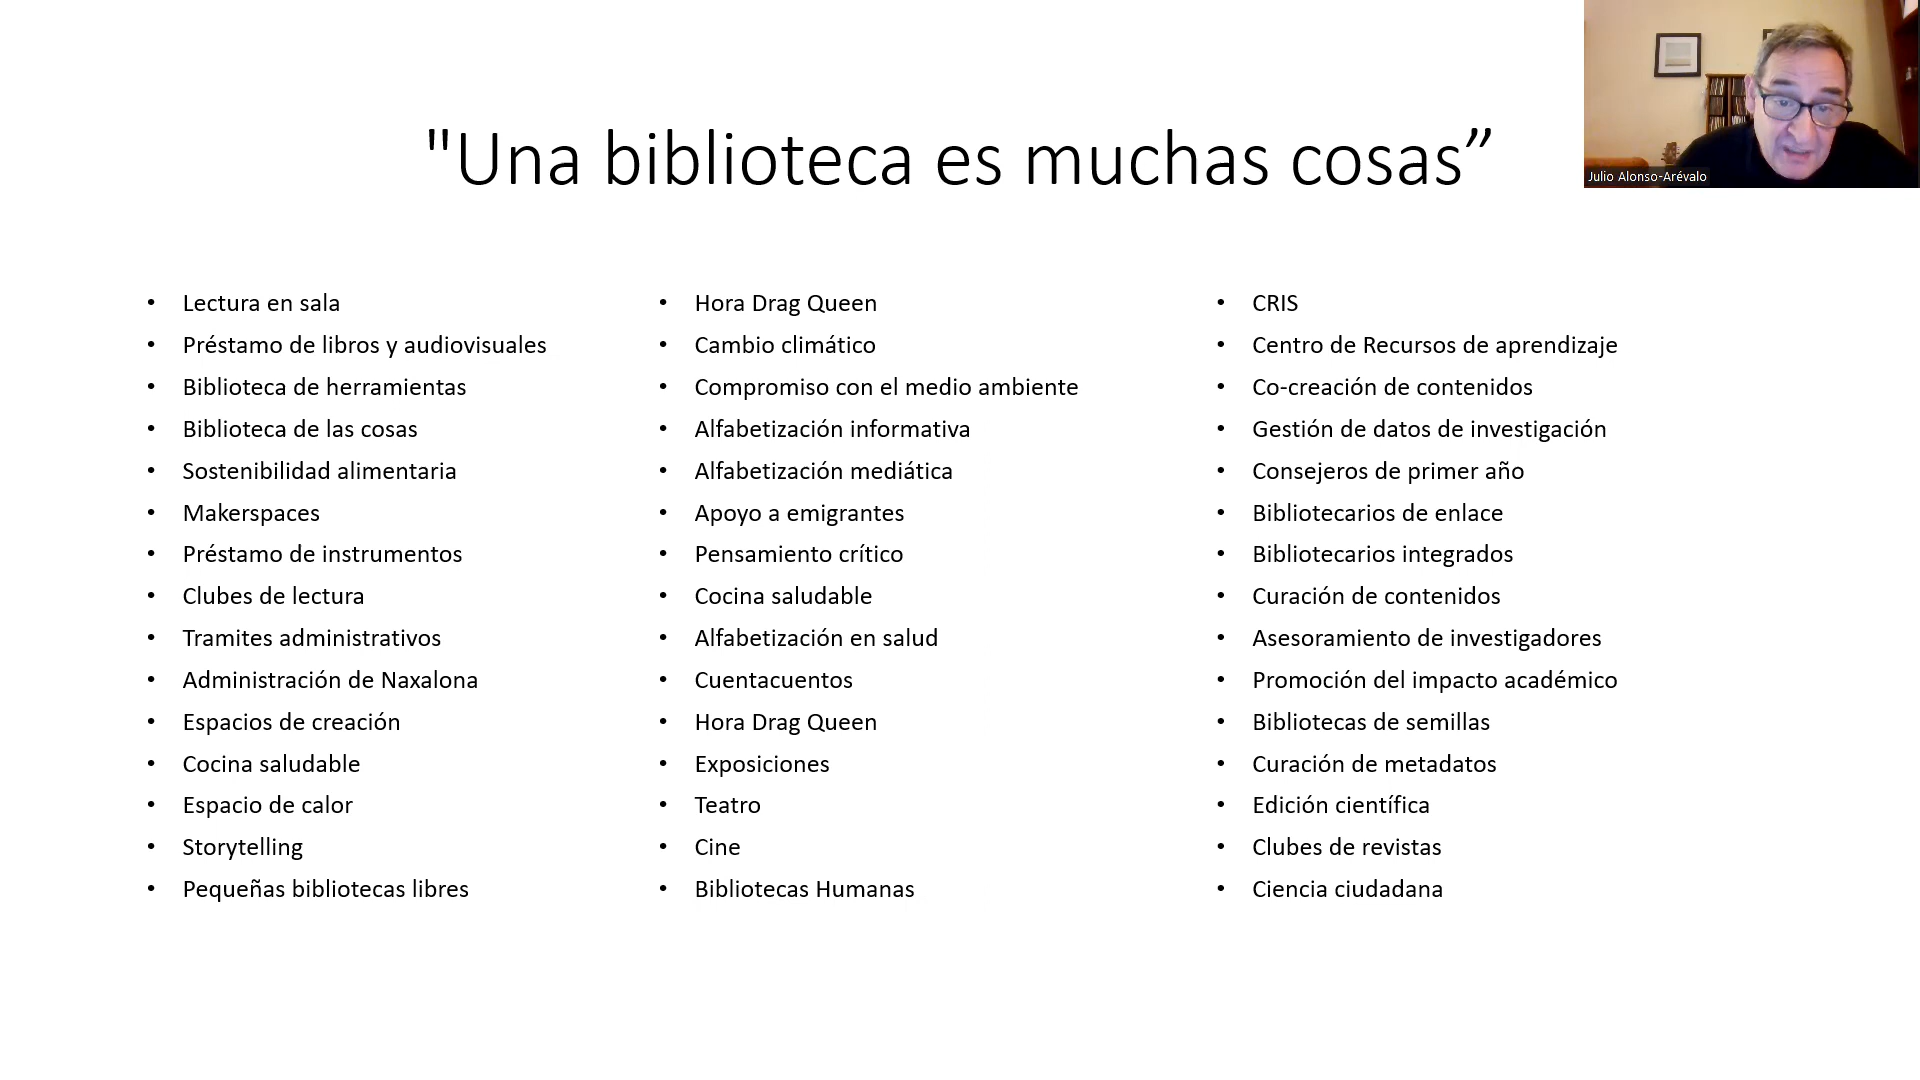 "Una biblioteca es muchas cosas”
Julio Alonso-Arévalo
• Lectura en sala
• Préstamo de libros y audiovisuales
• Biblioteca de herramientas
• Biblioteca de las cosas
• Sostenibilidad alimentaria
• Makerspaces
• Préstamo de instrumentos
• Clubes de lectura
• Tramites administrativos
• Administración de Naxalona
• Espacios de creación
• Cocina saludable
• Espacio de calor
• Storytelling
• Pequeñas bibliotecas libres
• Hora Drag Queen
• Cambio climático
• Compromiso con el medio ambiente
• Alfabetización informativa
• Alfabetización mediática
• Apoyo a emigrantes
• Pensamiento crítico
• Cocina saludable
• Alfabetización en salud
• Cuentacuentos
• Hora Drag Queen
• Exposiciones
• Teatro
• Cine
• Bibliotecas Humanas
• CRIS
• Centro de Recursos de aprendizaje
• Co-creación de contenidos
• Gestión de datos de investigación
• Consejeros de primer año
• Bibliotecarios de enlace
• Bibliotecarios integrados
• Curación de contenidos
• Asesoramiento de investigadores
• Promoción del impacto académico
• Bibliotecas de semillas
• Curación de metadatos
• Edición científica
• Clubes de revistas
• Ciencia ciudadana